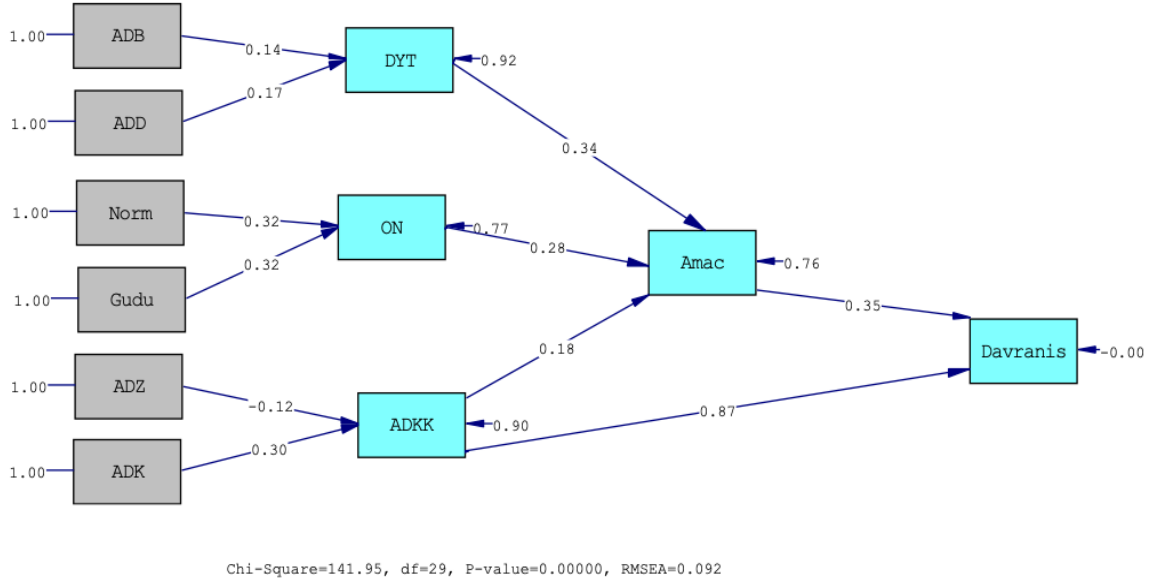 1.00 ADB 0.14 DYT 0.92
1.00 ADD 0.17
0.34
1.00 Norm 0.32 ON 0.77
0.28 Amac 0.76
1.00 Gudu 0.32
0.35
0.18 Davranis -0.00
1.00 ADZ -0.12
0.87
ADKK 0.90
1.00 ADK 0.30
Chi-Square=141.95, df=29, P-value=0.00000, RMSEA=0.092